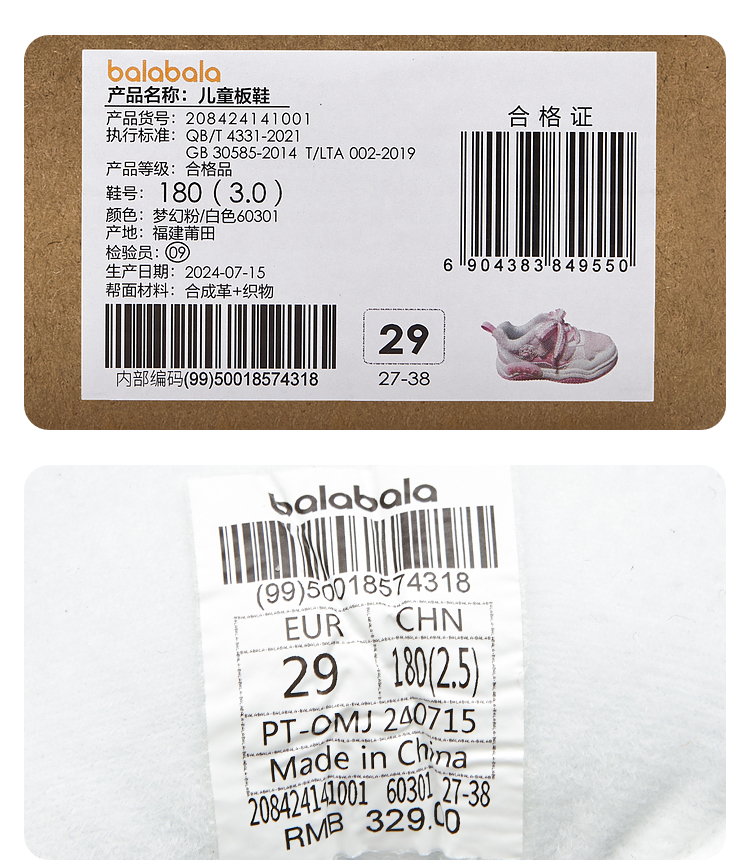 balabala
产品名称：儿童板鞋
产品货号：208424141001
执行标准：QB/T 4331-2021
GB 30585-2014 T/LTA 002-2019
产品等级：合格品
鞋号：180（3.0）
颜色：梦幻粉/白色60301
产地：福建莆田
检验员：09
生产日期：2024-07-15
帮面材料：合成革+织物
内部编码(99)50018574318
29
27-38
合格证
6 904383 849550
balabala
(99)50018574318
EUR CHN
29 180(2.5)
PT-OMJ 240715
Made in China
208424141001 60301 27-38
RMB 329.00